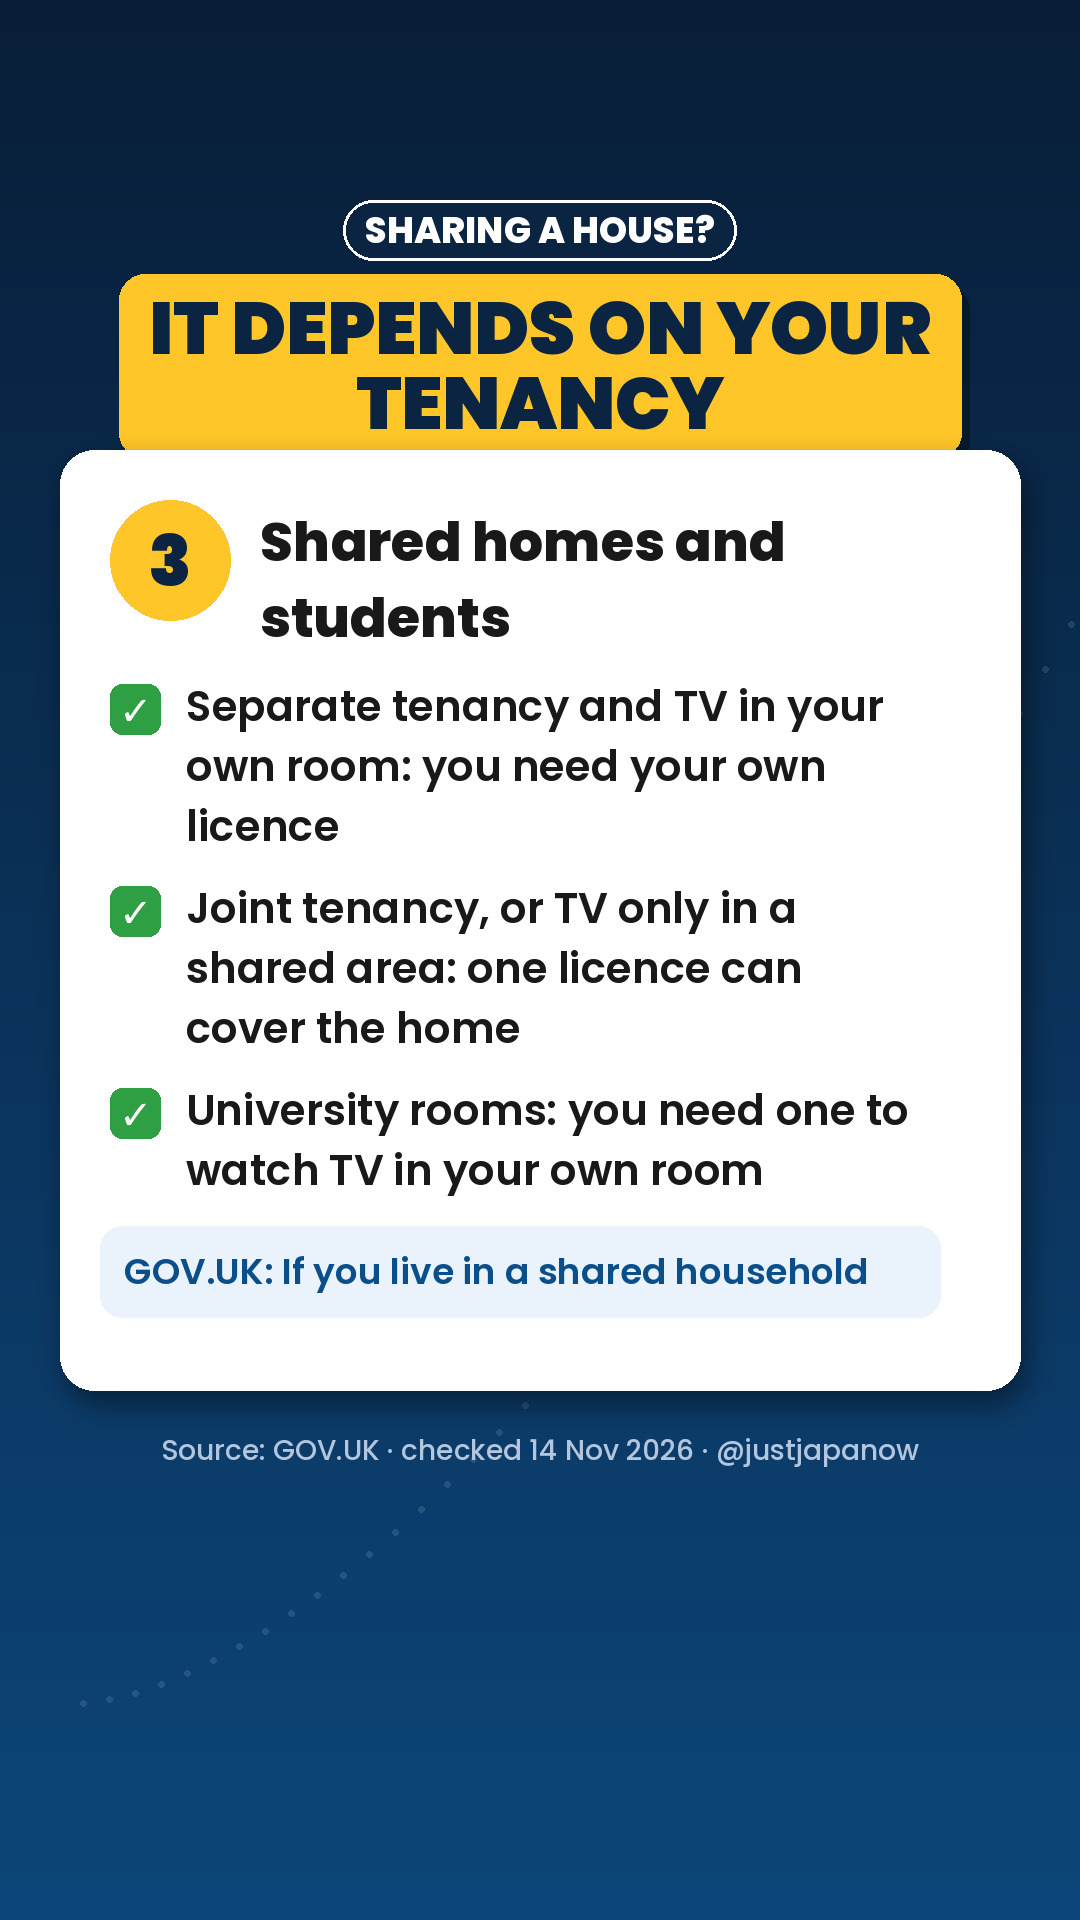 SHARING A HOUSE?
IT DEPENDS ON YOUR
TENANCY
3
Shared homes and
students
✓ Separate tenancy and TV in your
own room: you need your own
licence
✓ Joint tenancy, or TV only in a
shared area: one licence can
cover the home
✓ University rooms: you need one to
watch TV in your own room
GOV.UK: If you live in a shared household
Source: GOV.UK · checked 14 Nov 2026 · @justjapanow